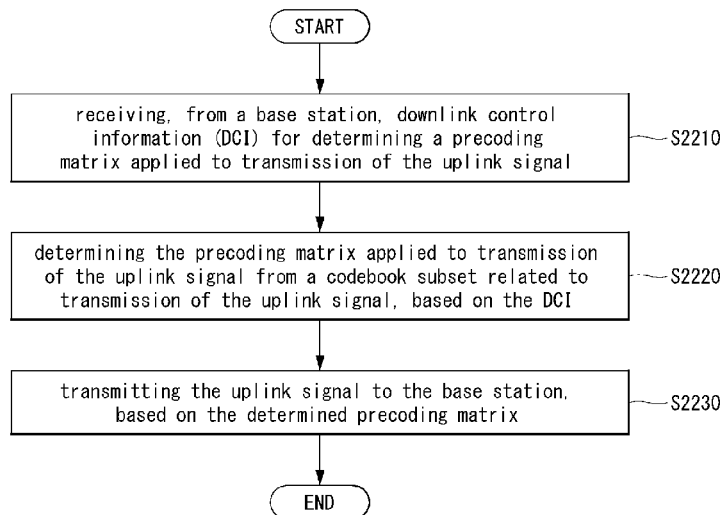 START
receiving, from a base station, downlink control
information (DCI) for determining a precoding
matrix applied to transmission of the uplink signal
S2210
determining the precoding matrix applied to transmission
of the uplink signal from a codebook subset related to
transmission of the uplink signal, based on the DCI
S2220
transmitting the uplink signal to the base station,
based on the determined precoding matrix
S2230
END